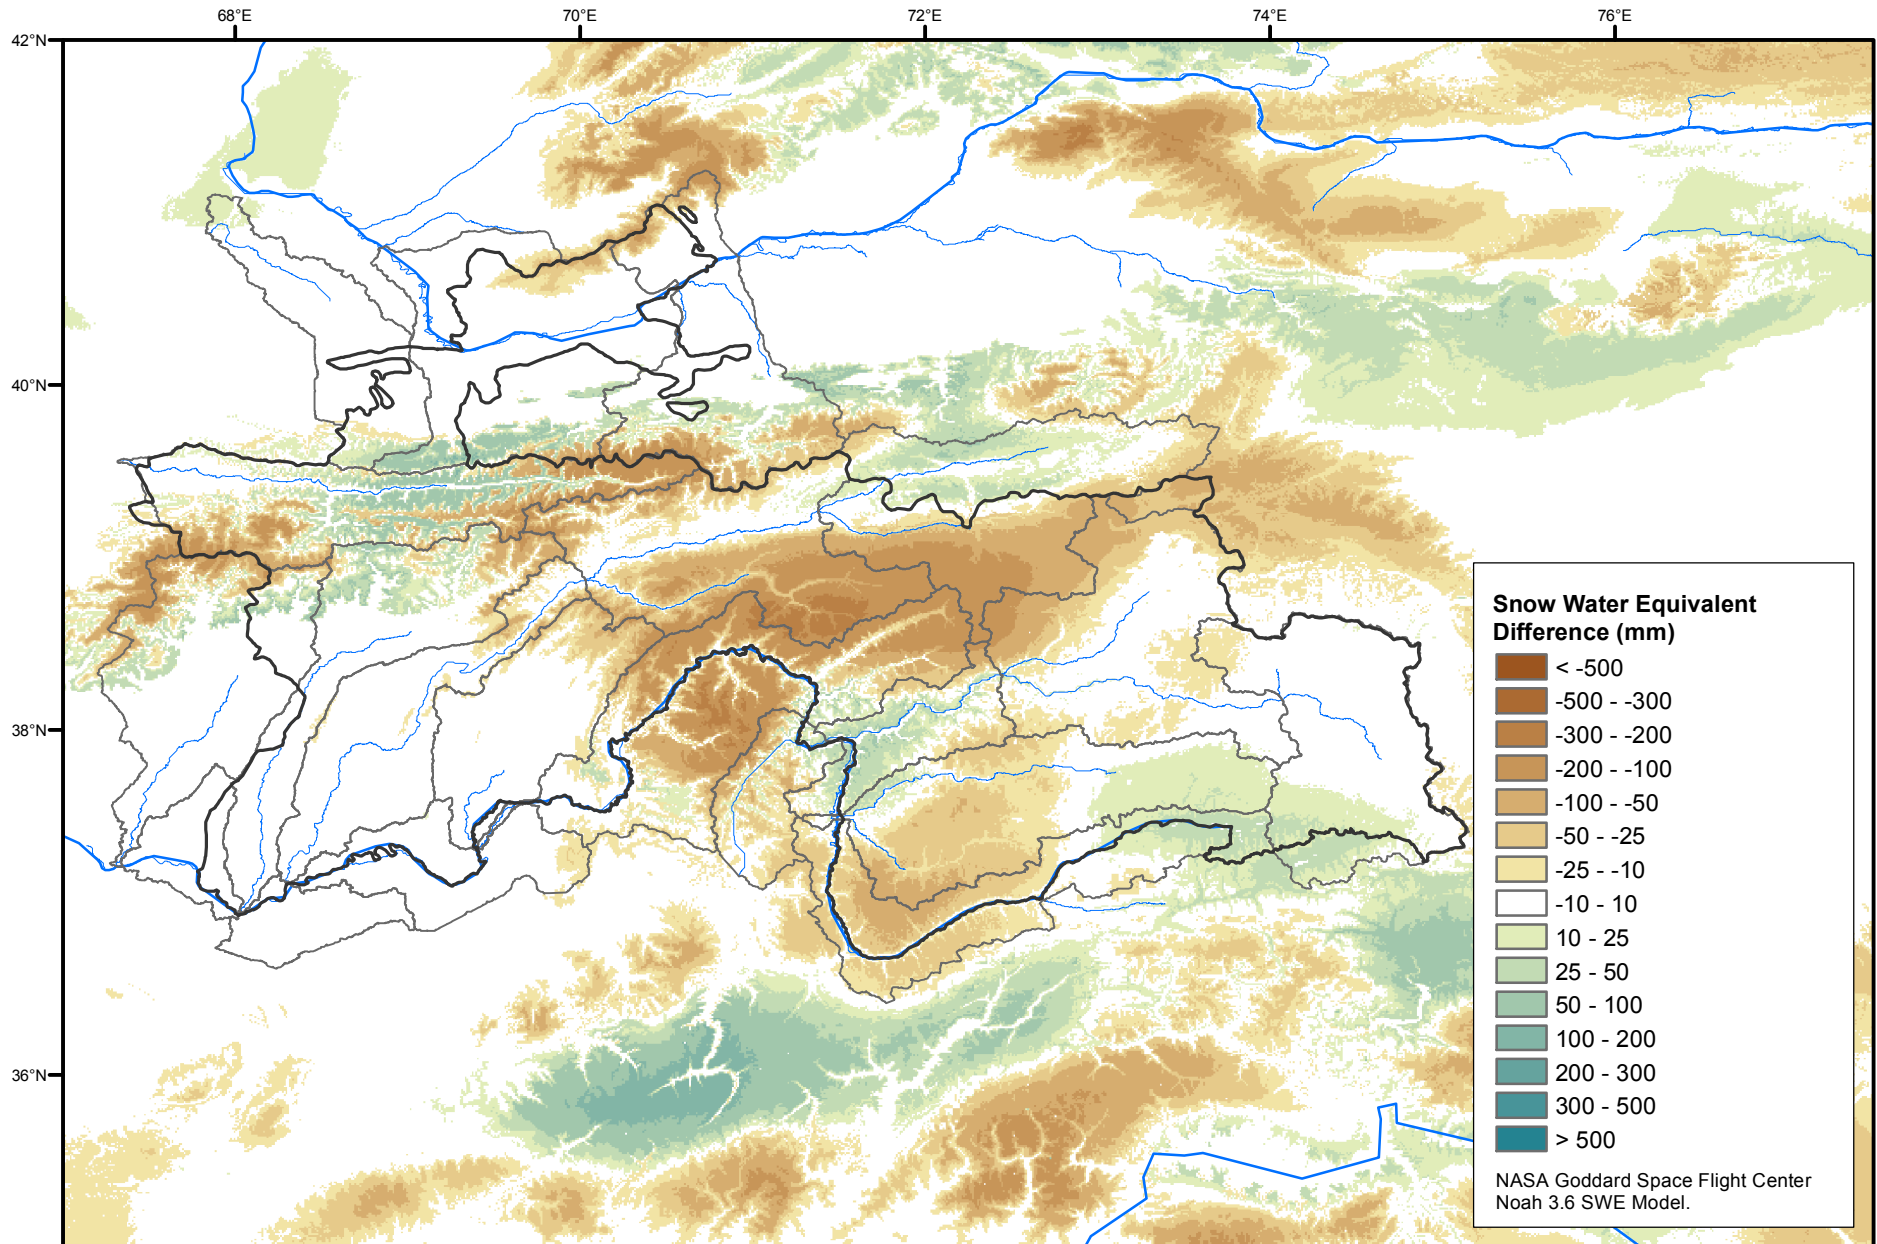 68°E 70°E 72°E 74°E 76°E
42°N
40°N
38°N
36°N
Snow Water Equivalent
Difference (mm)
< -500
-500 - -300
-300 - -200
-200 - -100
-100 - -50
-50 - -25
-25 - -10
-10 - 10
10 - 25
25 - 50
50 - 100
100 - 200
200 - 300
300 - 500
> 500
NASA Goddard Space Flight Center
Noah 3.6 SWE Model.